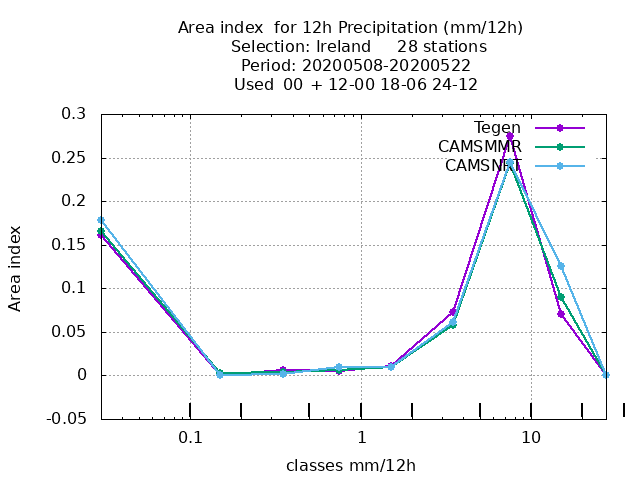 Area index  for 12h Precipitation (mm/12h)
Selection: Ireland     28 stations
Period: 20200508-20200522
Used  00  + 12-00 18-06 24-12
0.3
0.25
0.2
0.15
0.1
0.05
0
-0.05
Area index
Tegen
CAMSMMR
0.1
1
10
classes mm/12h